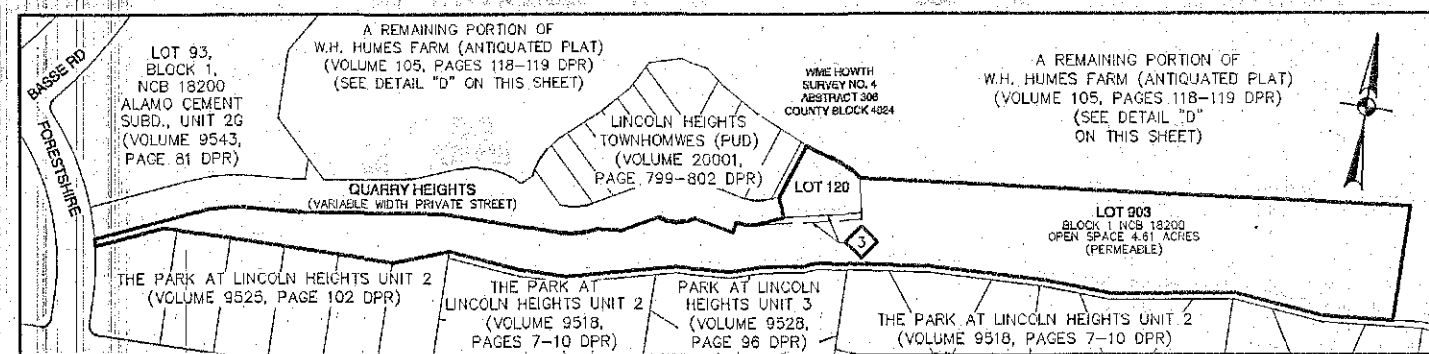 BASSE RD
FORESTSHIRE
LOT 93,
BLOCK 1,
NCB 18200
ALAMO CEMENT
SUBD., UNIT 2G
(VOLUME 9543,
PAGE 81 DPR)
A REMAINING PORTION OF
W.H. HUMES FARM (ANTIQUATED PLAT)
(VOLUME 105, PAGES 118-119 DPR)
(SEE DETAIL "D" ON THIS SHEET)
LINCOLN HEIGHTS
TOWNHOMWES (PUD)
(VOLUME 20001,
PAGE 799-802 DPR)
WME HOWTH
SURVEY NO. 4
ABSTRACT 306
COUNTY BLOCK 4024
A REMAINING PORTION OF
W.H. HUMES FARM (ANTIQUATED PLAT)
(VOLUME 105, PAGES 118-119 DPR)
(SEE DETAIL "D"
ON THIS SHEET)
QUARRY HEIGHTS
(VARIABLE WIDTH PRIVATE STREET)
LOT 120
3
LOT 903
BLOCK 1 NCB 18200
OPEN SPACE 4.61 ACRES
(PERMEABLE)
THE PARK AT LINCOLN HEIGHTS UNIT 2
(VOLUME 9525, PAGE 102 DPR)
THE PARK AT
LINCOLN HEIGHTS UNIT 2
(VOLUME 9518,
PAGES 7-10 DPR)
PARK AT LINCOLN
HEIGHTS UNIT 3
(VOLUME 9528,
PAGE 96 DPR)
THE PARK AT LINCOLN HEIGHTS UNIT 2
(VOLUME 9518, PAGES 7-10 DPR)